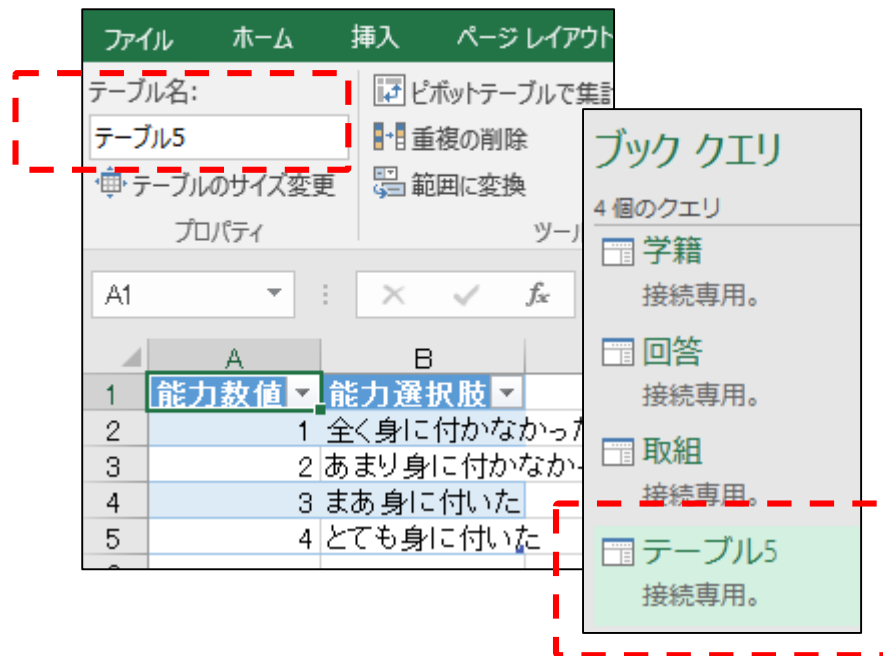 ファイル ホーム 挿入 ページ レイアウト
テーブル名:
テーブル5
テーブルのサイズ変更
プロパティ
ピボットテーブルで集計
重複の削除
範囲に変換
ツール
A1
fx
A B
1 能力数値 能力選択肢
2 1 全く身に付かなかった
3 2 あまり身に付かなか
4 3 まあ身に付いた
5 4 とても身に付いた
ブック クエリ
4 個のクエリ
学籍
接続専用。
回答
接続専用。
取組
接続専用。
テーブル5
接続専用。